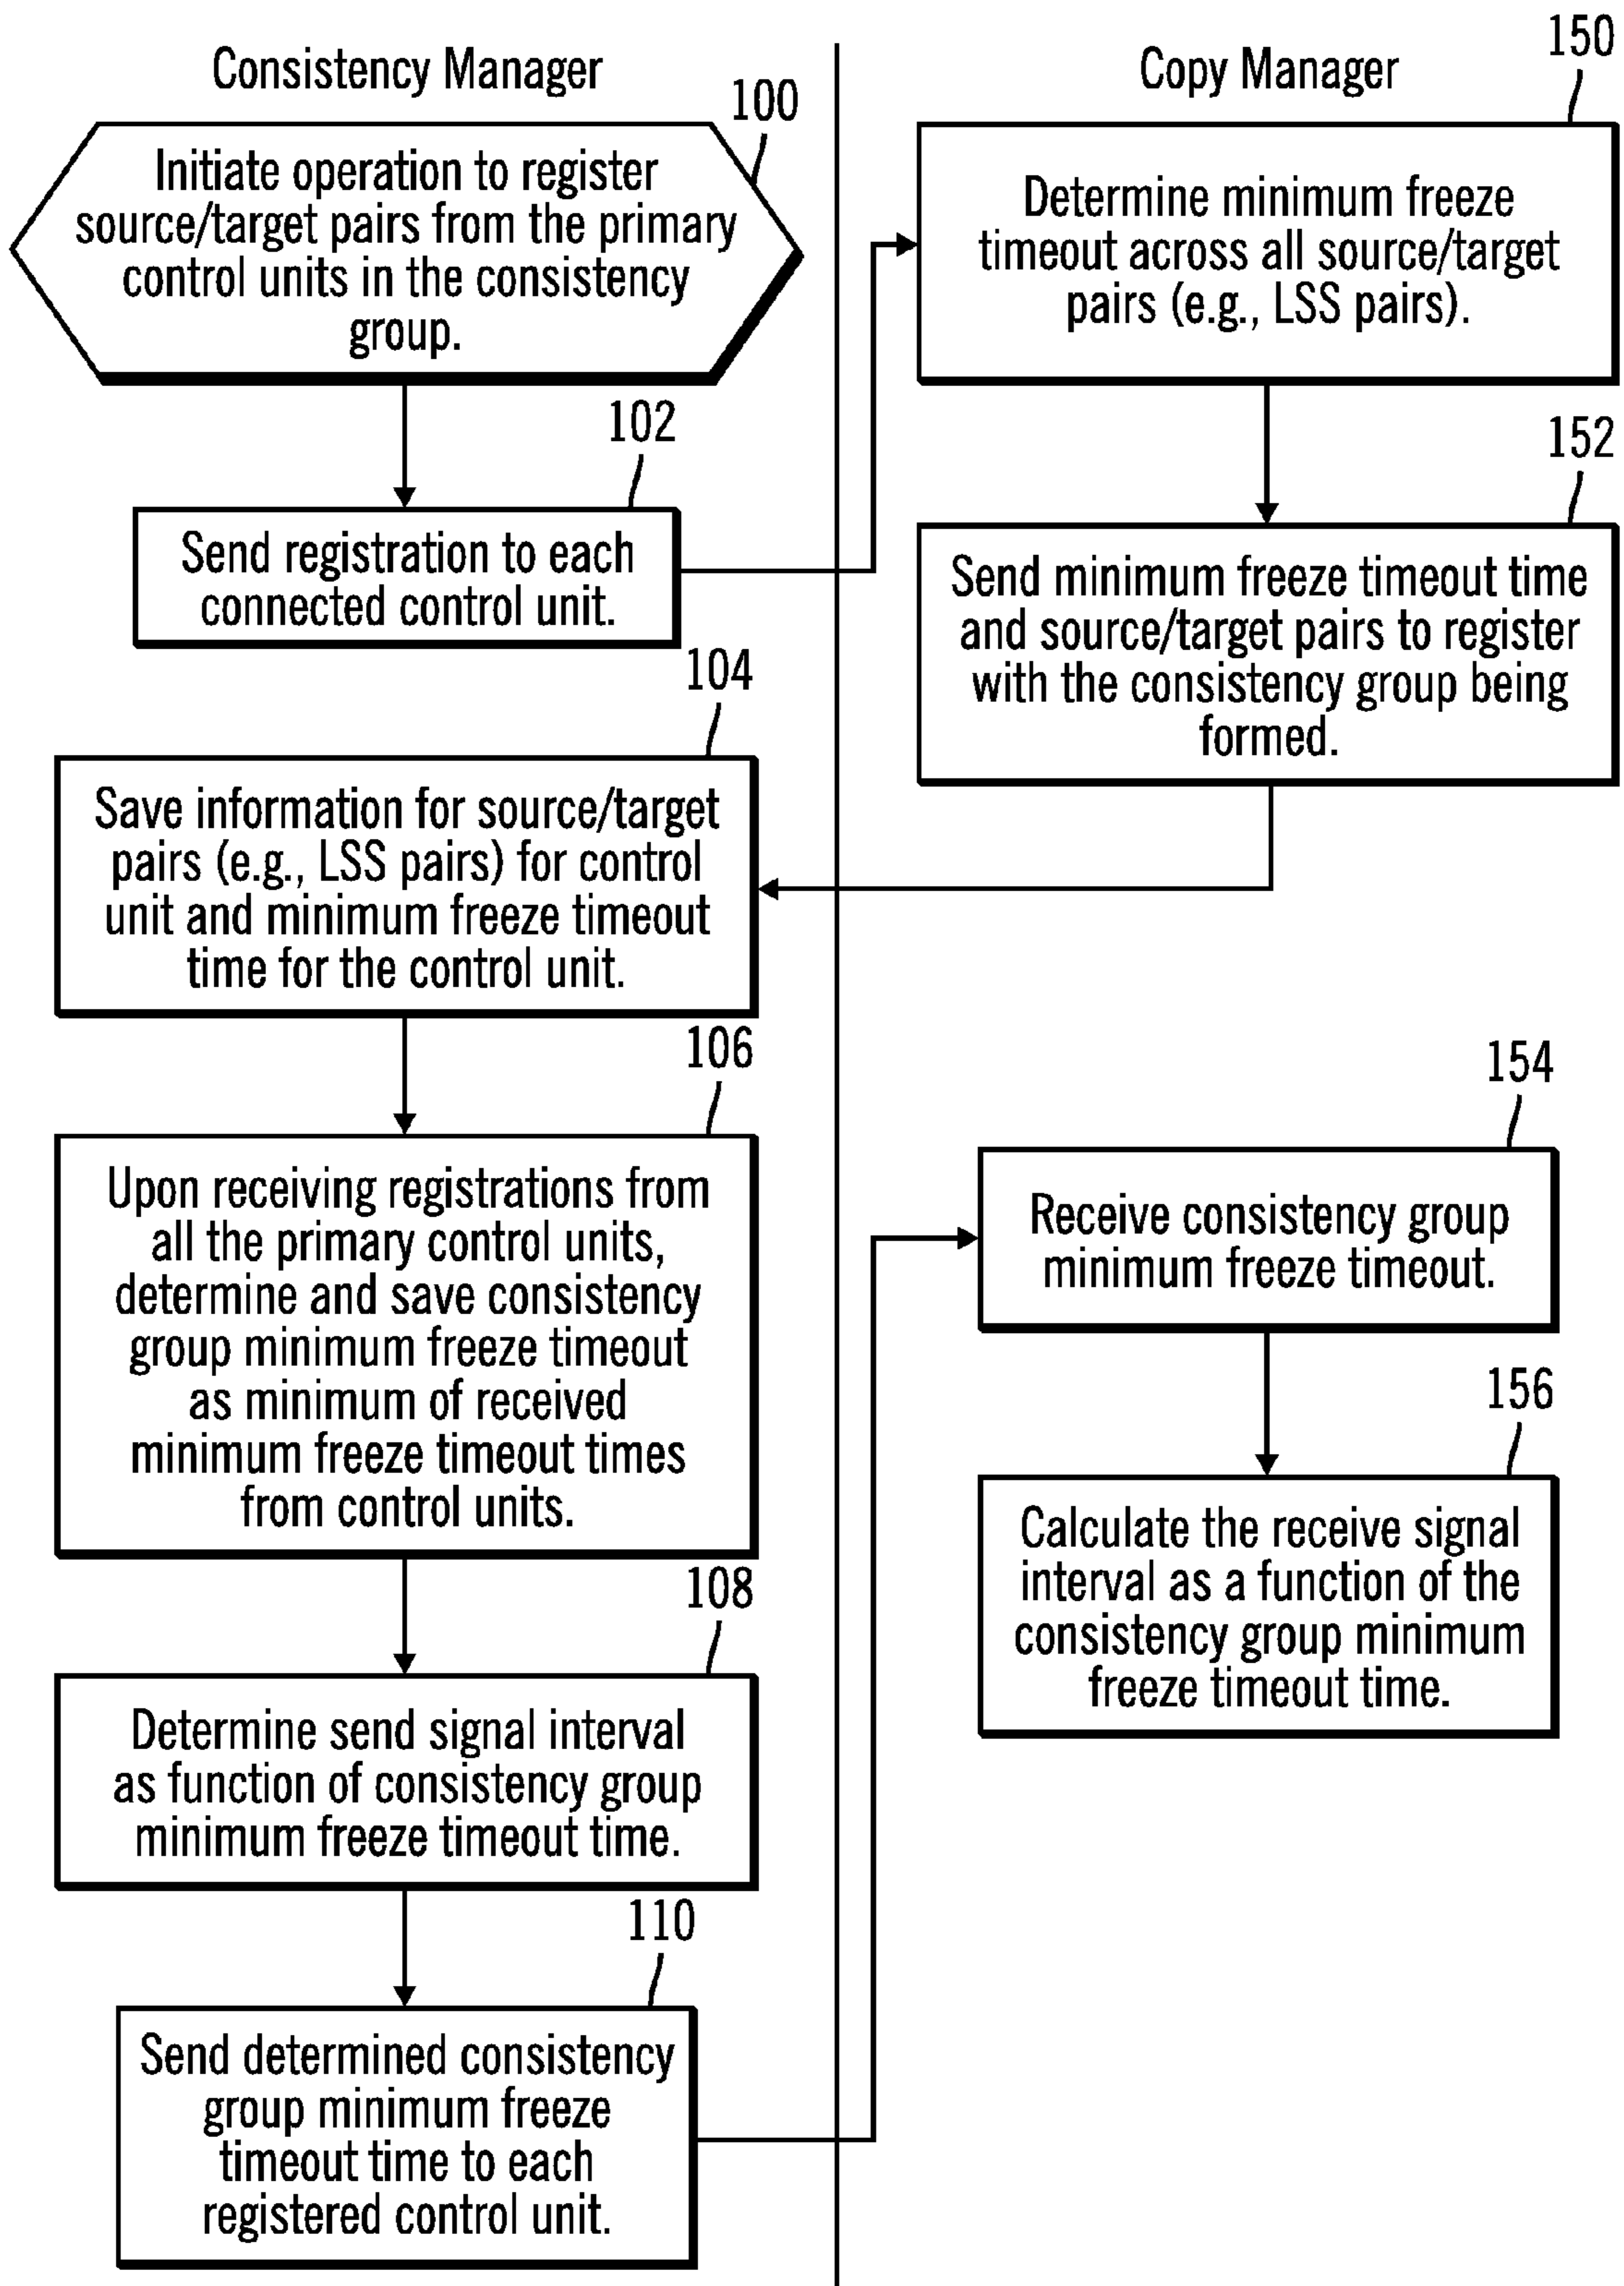 Consistency Manager
100
Initiate operation to register
source/target pairs from the primary
control units in the consistency
group.
102
Send registration to each
connected control unit.
104
Save information for source/target
pairs (e.g., LSS pairs) for control
unit and minimum freeze timeout
time for the control unit.
106
Upon receiving registrations from
all the primary control units,
determine and save consistency
group minimum freeze timeout
as minimum of received
minimum freeze timeout times
from control units.
108
Determine send signal interval
as function of consistency group
minimum freeze timeout time.
110
Send determined consistency
group minimum freeze
timeout time to each
registered control unit.
Copy Manager
150
Determine minimum freeze
timeout across all source/target
pairs (e.g., LSS pairs).
152
Send minimum freeze timeout time
and source/target pairs to register
with the consistency group being
formed.
154
Receive consistency group
minimum freeze timeout.
156
Calculate the receive signal
interval as a function of the
consistency group minimum
freeze timeout time.